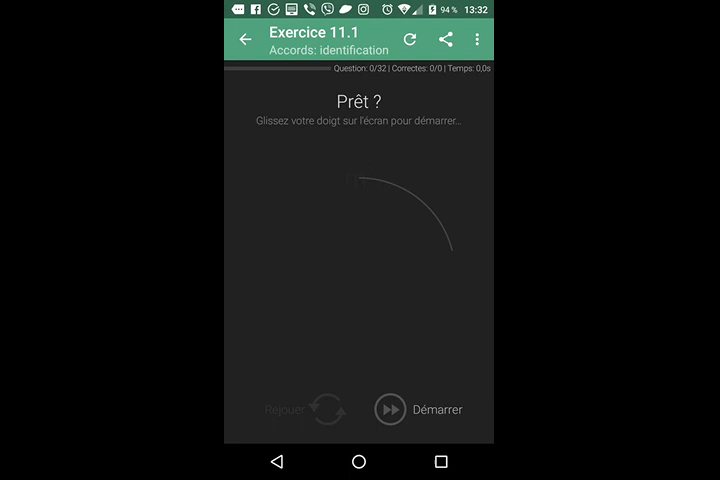 94 % 13:32
Exercice 11.1
Accords: identification
Question: 0/32 | Correctes: 0/0 | Temps: 0,0s
Prêt ?
Glissez votre doigt sur l'écran pour démarrer...
Rejouer Démarrer